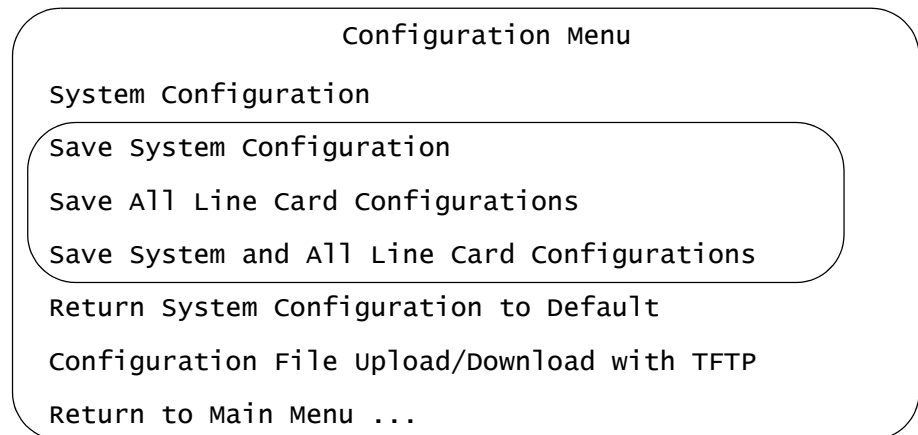 Configuration Menu
System Configuration
Save System Configuration
Save All Line Card Configurations
Save System and All Line Card Configurations
Return System Configuration to Default
Configuration File Upload/Download with TFTP
Return to Main Menu ...